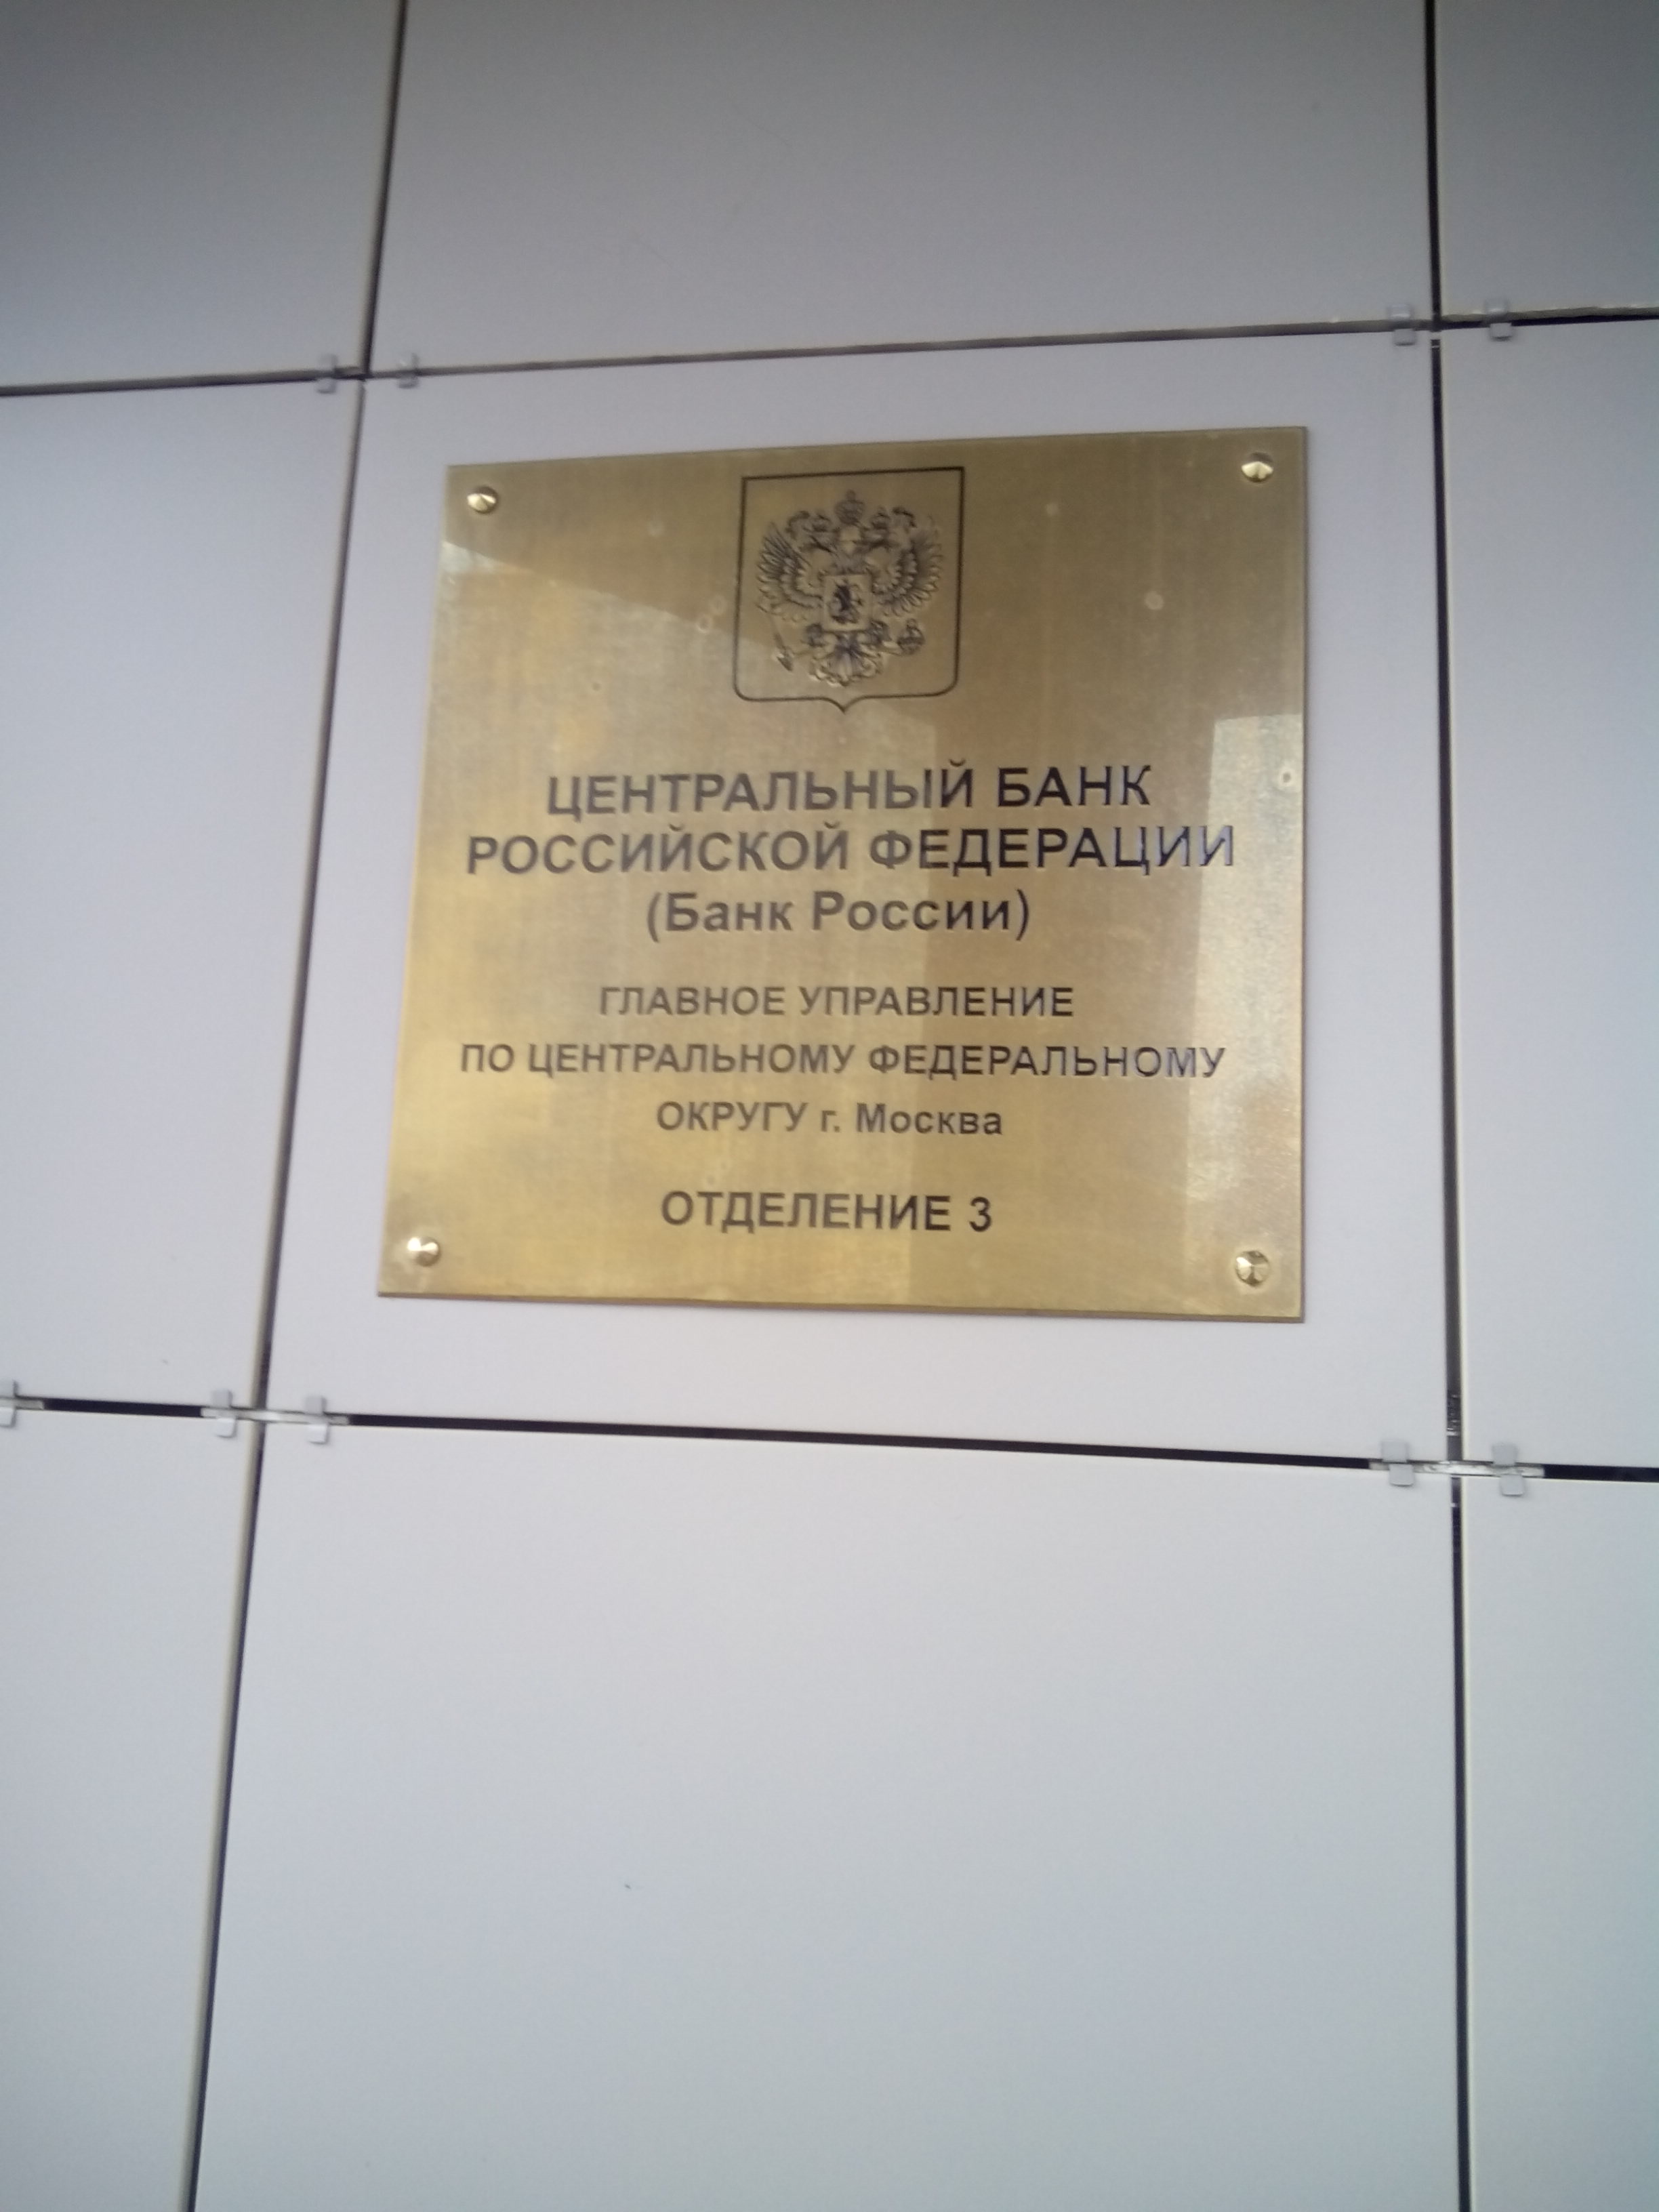 ЦЕНТРАЛЬНЫЙ БАНК
РОССИЙСКОЙ ФЕДЕРАЦИИ
(Банк России)
ГЛАВНОЕ УПРАВЛЕНИЕ
ПО ЦЕНТРАЛЬНОМУ ФЕДЕРАЛЬНОМУ
ОКРУГУ г. Москва
ОТДЕЛЕНИЕ 3